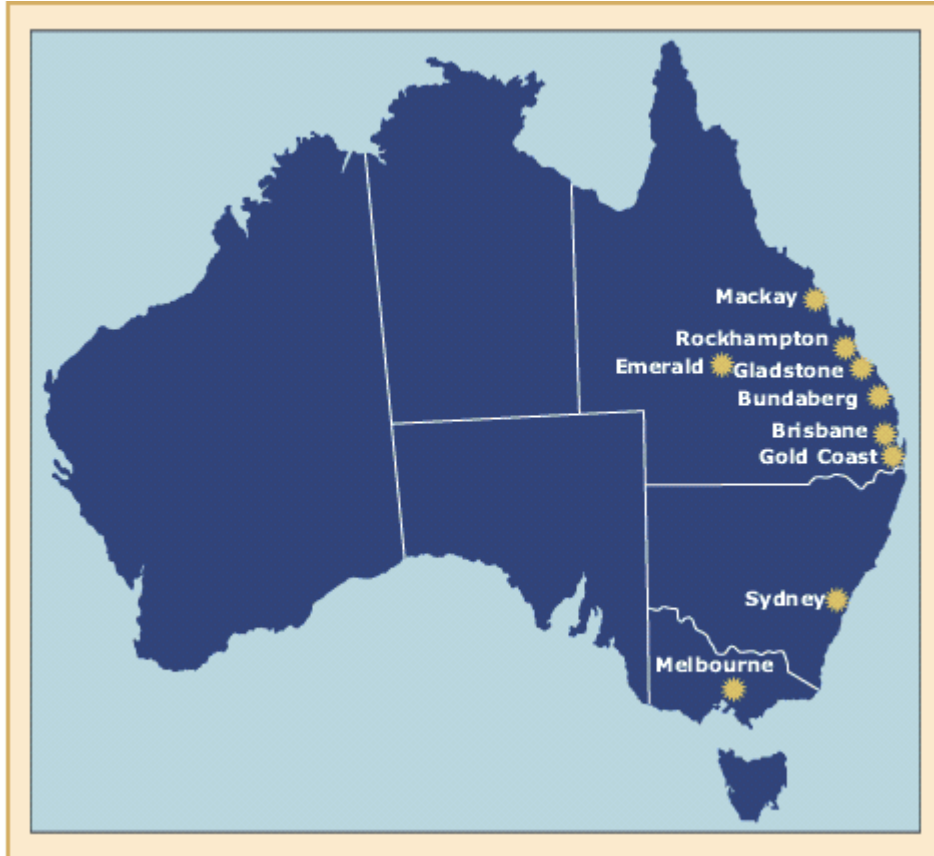 Mackay
Rockhampton
Emerald
Gladstone
Bundaberg
Brisbane
Gold Coast
Sydney
Melbourne